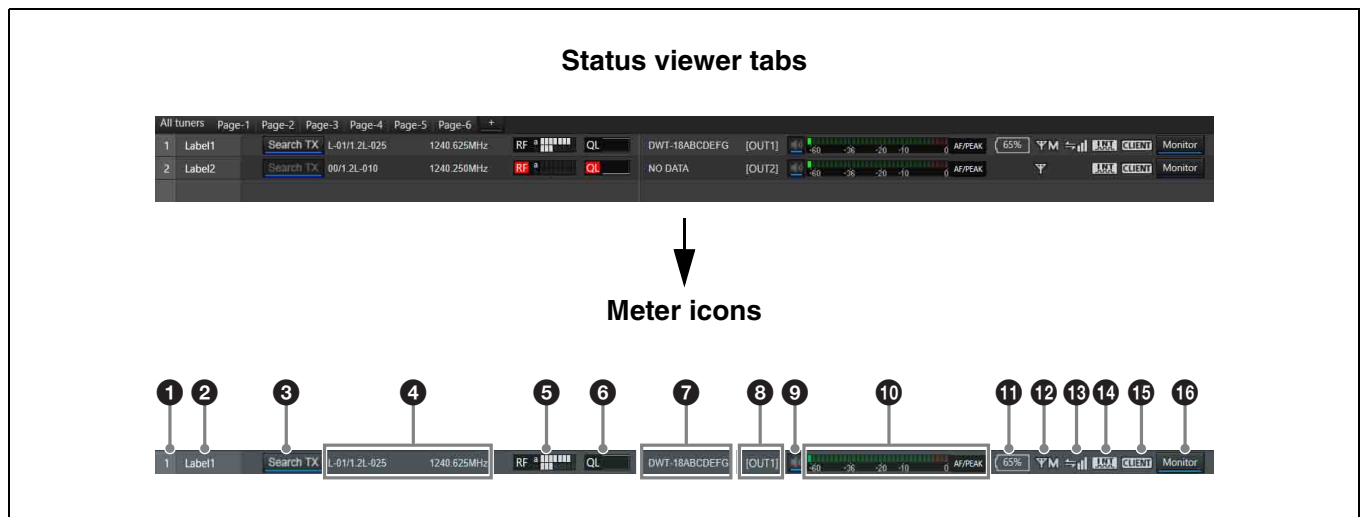 Status viewer tabs
All tuners Page-1 Page-2 Page-3 Page-4 Page-5 Page-6 +
1 Label1 Search TX L-01/1.2L-025 1240.625MHz RF a QL DWT-18ABCDEFG [OUT1] -60 -36 -20 -10 0 AF/PEAK 65% M INT CLIENT Monitor
2 Label2 Search TX 00/1.2L-010 1240.250MHz RF a QL NO DATA [OUT2] -60 -36 -20 -10 0 AF/PEAK INT CLIENT Monitor
Meter icons
1 2 3 4 5 6 7 8 9 10 11 12 13 14 15 16
1 Label1 Search TX L-01/1.2L-025 1240.625MHz RF a QL DWT-18ABCDEFG [OUT1] -60 -36 -20 -10 0 AF/PEAK 65% M INT CLIENT Monitor